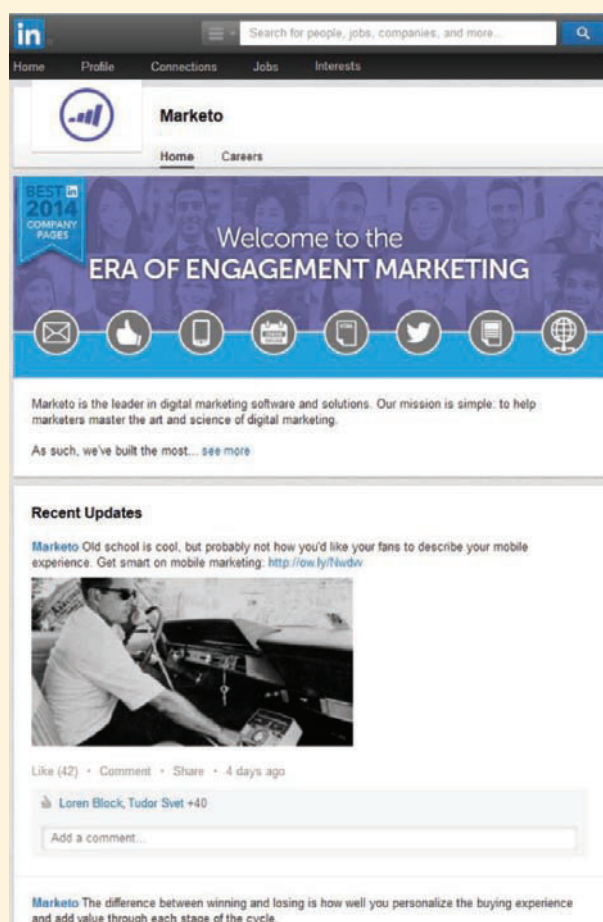 in
Search for people, jobs, companies, and more...
Home Profile Connections Jobs Interests
Marketo
Home Careers
BEST in
2014
COMPANY
PAGES
Welcome to the
ERA OF ENGAGEMENT MARKETING
Marketo is the leader in digital marketing software and solutions. Our mission is simple: to help
marketers master the art and science of digital marketing.
As such, we've built the most... see more
Recent Updates
Marketo Old school is cool, but probably not how you'd like your fans to describe your mobile
experience. Get smart on mobile marketing: http://ow.ly/Nwdvv
Like (42) • Comment • Share • 4 days ago
Loren Block, Tudor Svet +40
Add a comment...
Marketo The difference between winning and losing is how well you personalize the buying experience
and add value through each stage of the cycle.